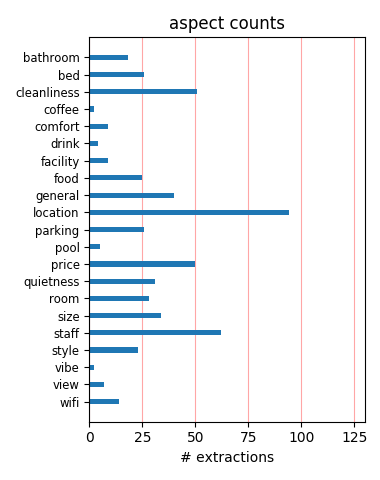 aspect counts
bathroom
bed
cleanliness
coffee
comfort
drink
facility
food
general
location
parking
pool
price
quietness
room
size
staff
style
vibe
view
wifi
0 25 50 75 100 125
# extractions